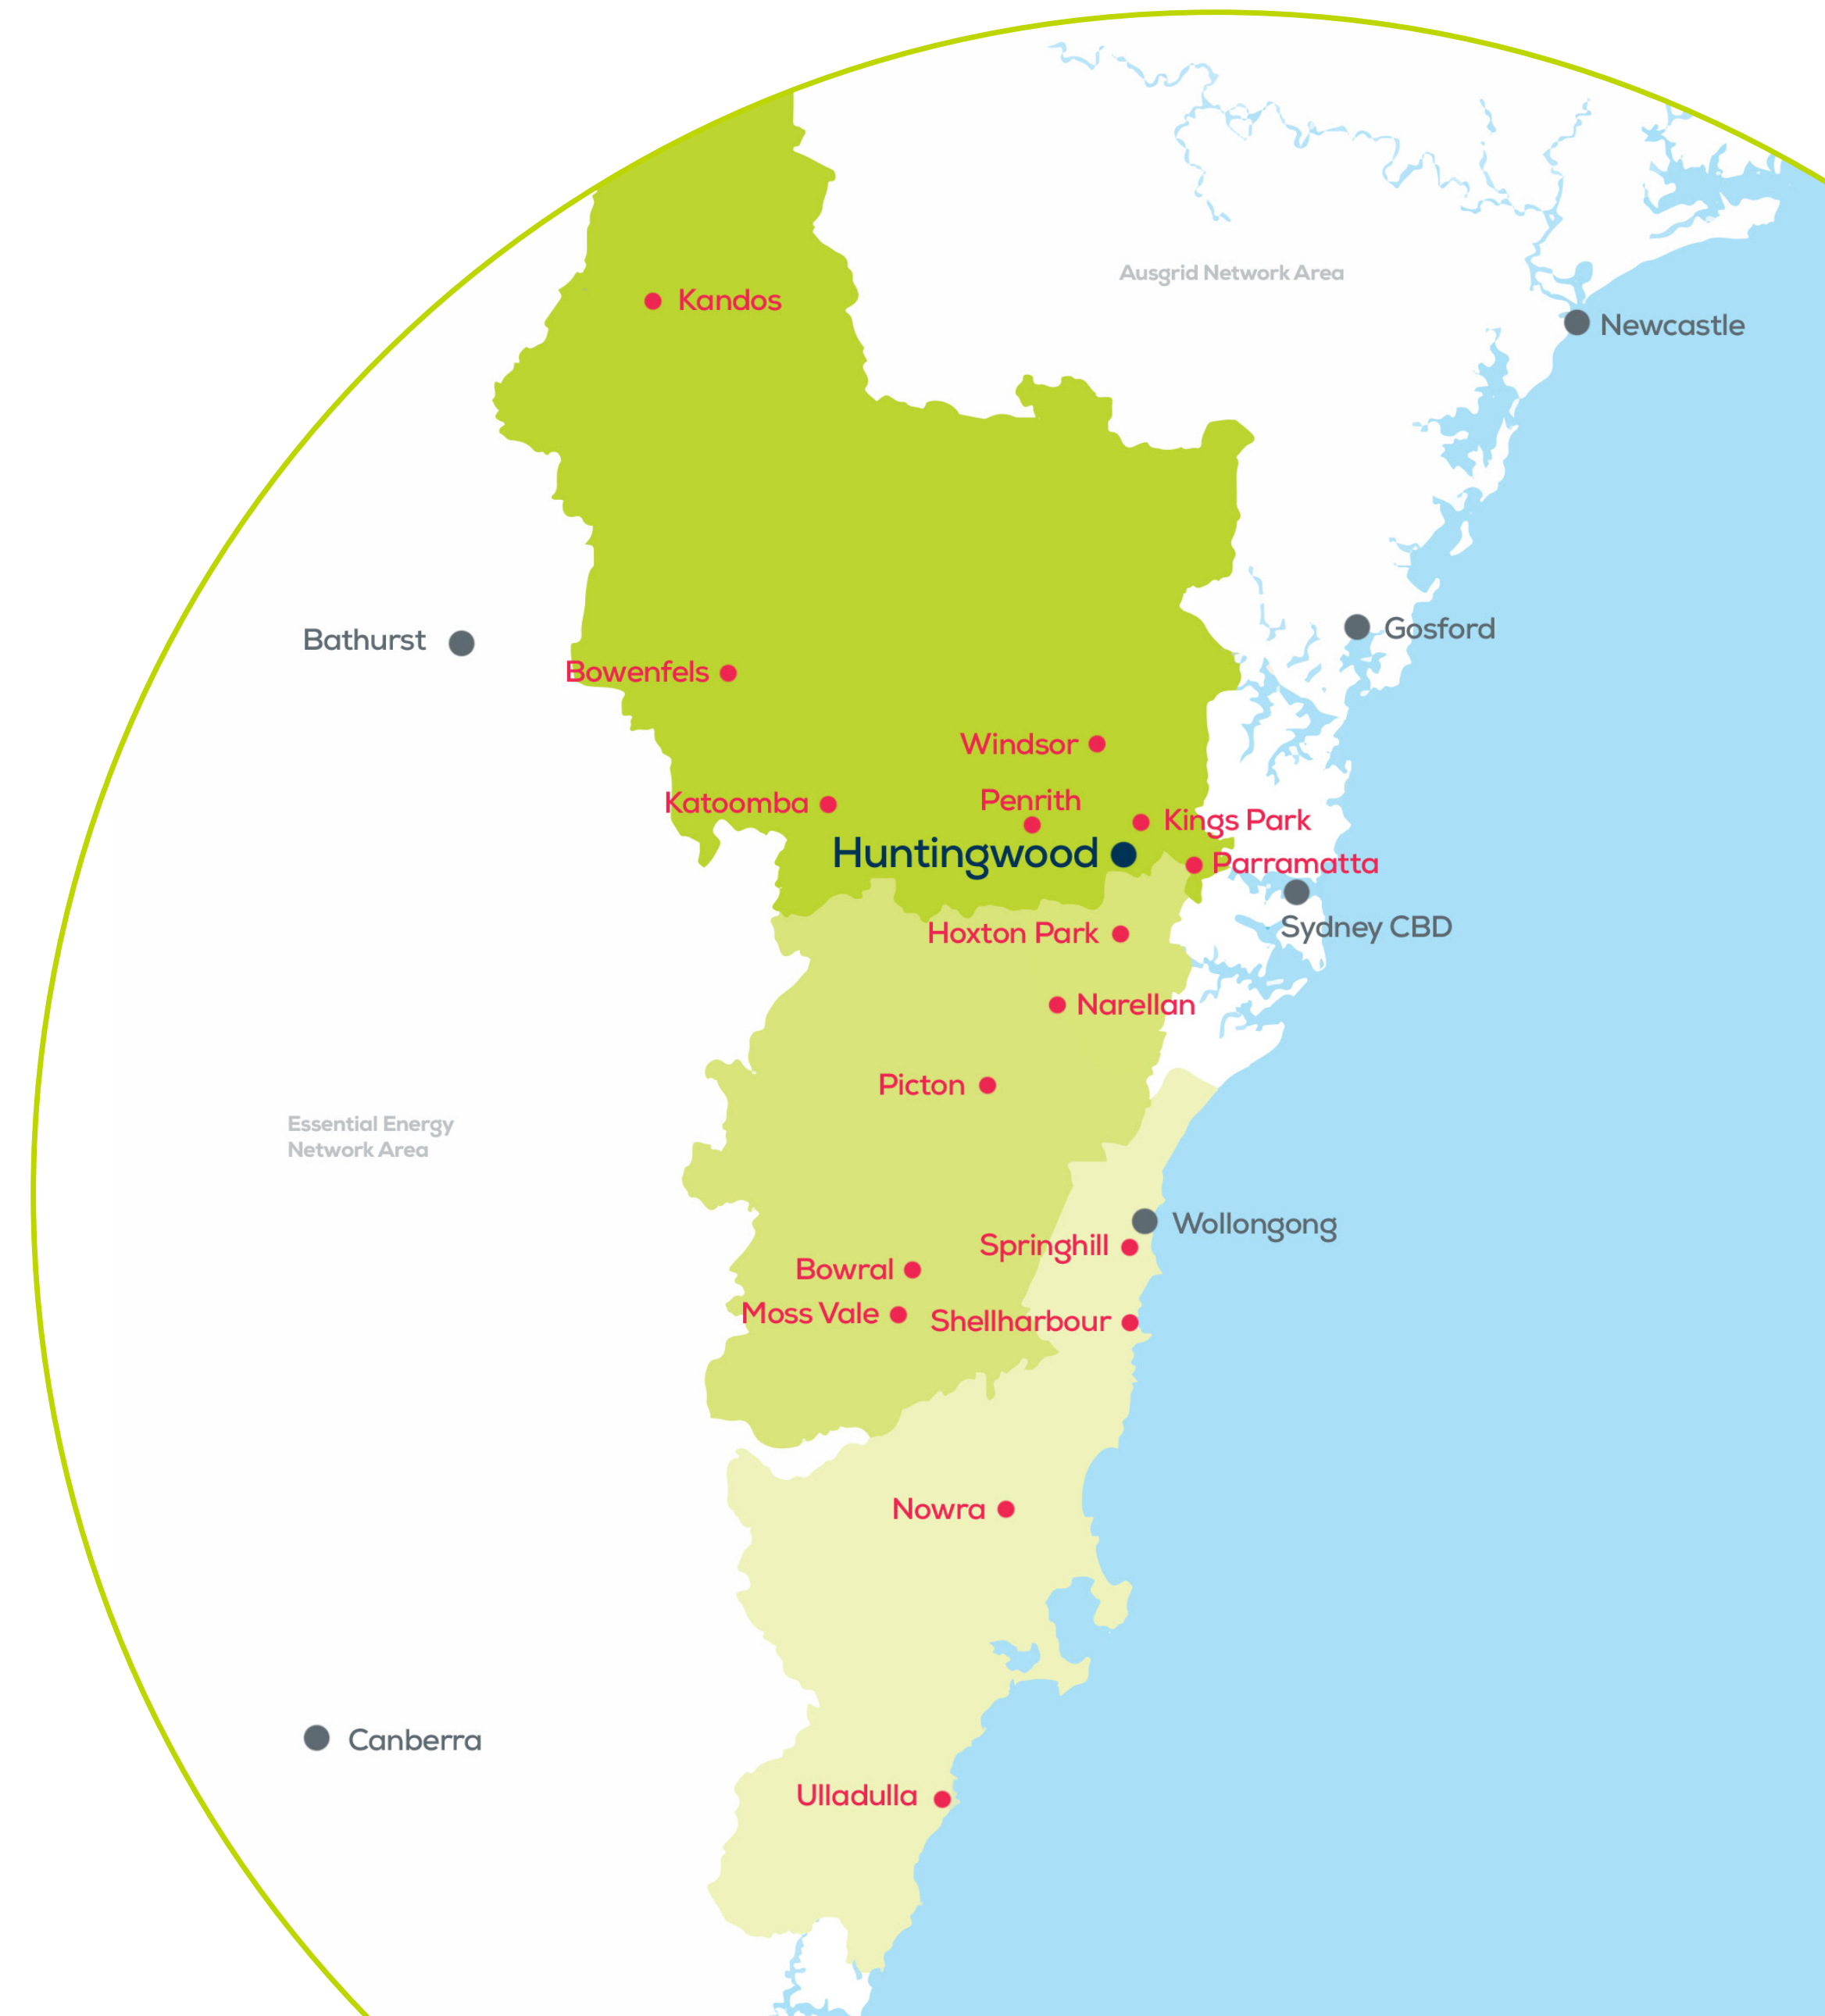 Ausgrid Network Area
Kandos
Newcastle
Bathurst
Gosford
Bowenfels
Windsor
Katoomba
Penrith
Kings Park
Huntingwood
Parramatta
Sydney CBD
Hoxton Park
Narellan
Picton
Essential Energy
Network Area
Wollongong
Springhill
Bowral
Moss Vale
Shellharbour
Nowra
Canberra
Ulladulla